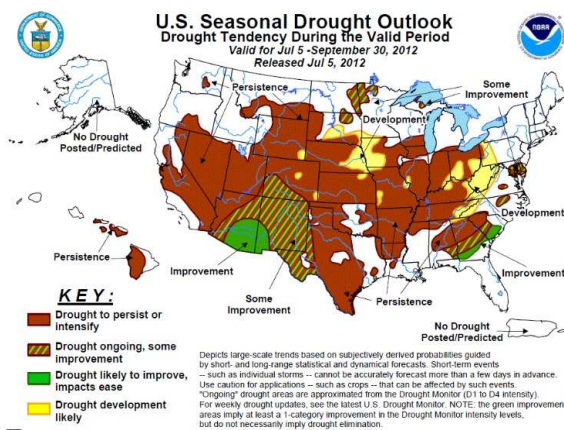 U.S. Seasonal Drought Outlook
Drought Tendency During the Valid Period
Valid for Jul 5 -September 30, 2012
Released Jul 5, 2012
NOAA
Persistence
Some
Improvement
Development
No Drought
Posted/Predicted
Persistence
Improvement
Some
Improvement
Persistence
Development
Improvement
No Drought
Posted/Predicted
KEY:
Drought to persist or
intensify
Drought ongoing, some
improvement
Drought likely to improve,
impacts ease
Drought development
likely
Depicts large-scale trends based on subjectively derived probabilities guided
by short- and long-range statistical and dynamical forecasts. Short-term events
-- such as individual storms -- cannot be accurately forecast more than a few days in advance.
Use caution for applications -- such as crops -- that can be affected by such events.
"Ongoing" drought areas are approximated from the Drought Monitor (D1 to D4 intensity).
For weekly drought updates, see the latest U.S. Drought Monitor. NOTE: the green improvement
areas imply at least a 1-category improvement in the Drought Monitor intensity levels,
but do not necessarily imply drought elimination.